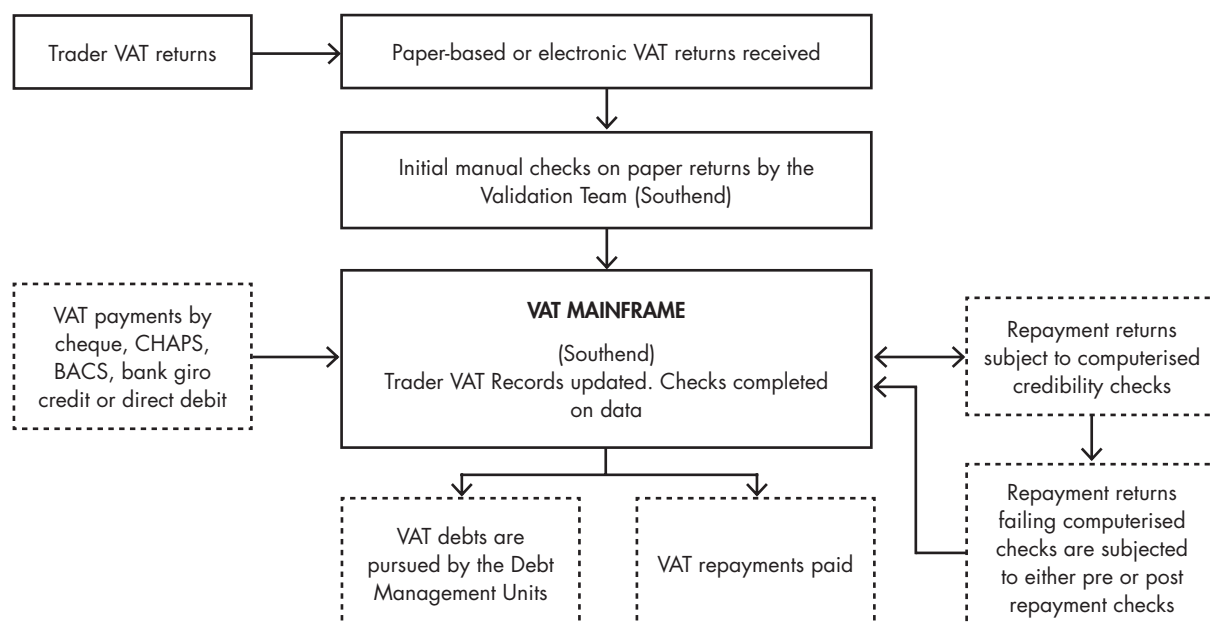 Trader VAT returns
Paper-based or electronic VAT returns received
Initial manual checks on paper returns by the
Validation Team (Southend)
VAT payments by
cheque, CHAPS,
BACS, bank giro
credit or direct debit
VAT MAINFRAME
(Southend)
Trader VAT Records updated. Checks completed
on data
Repayment returns
subject to computerised
credibility checks
VAT debts are
pursued by the Debt
Management Units
VAT repayments paid
Repayment returns
failing computerised
checks are subjected
to either pre or post
repayment checks